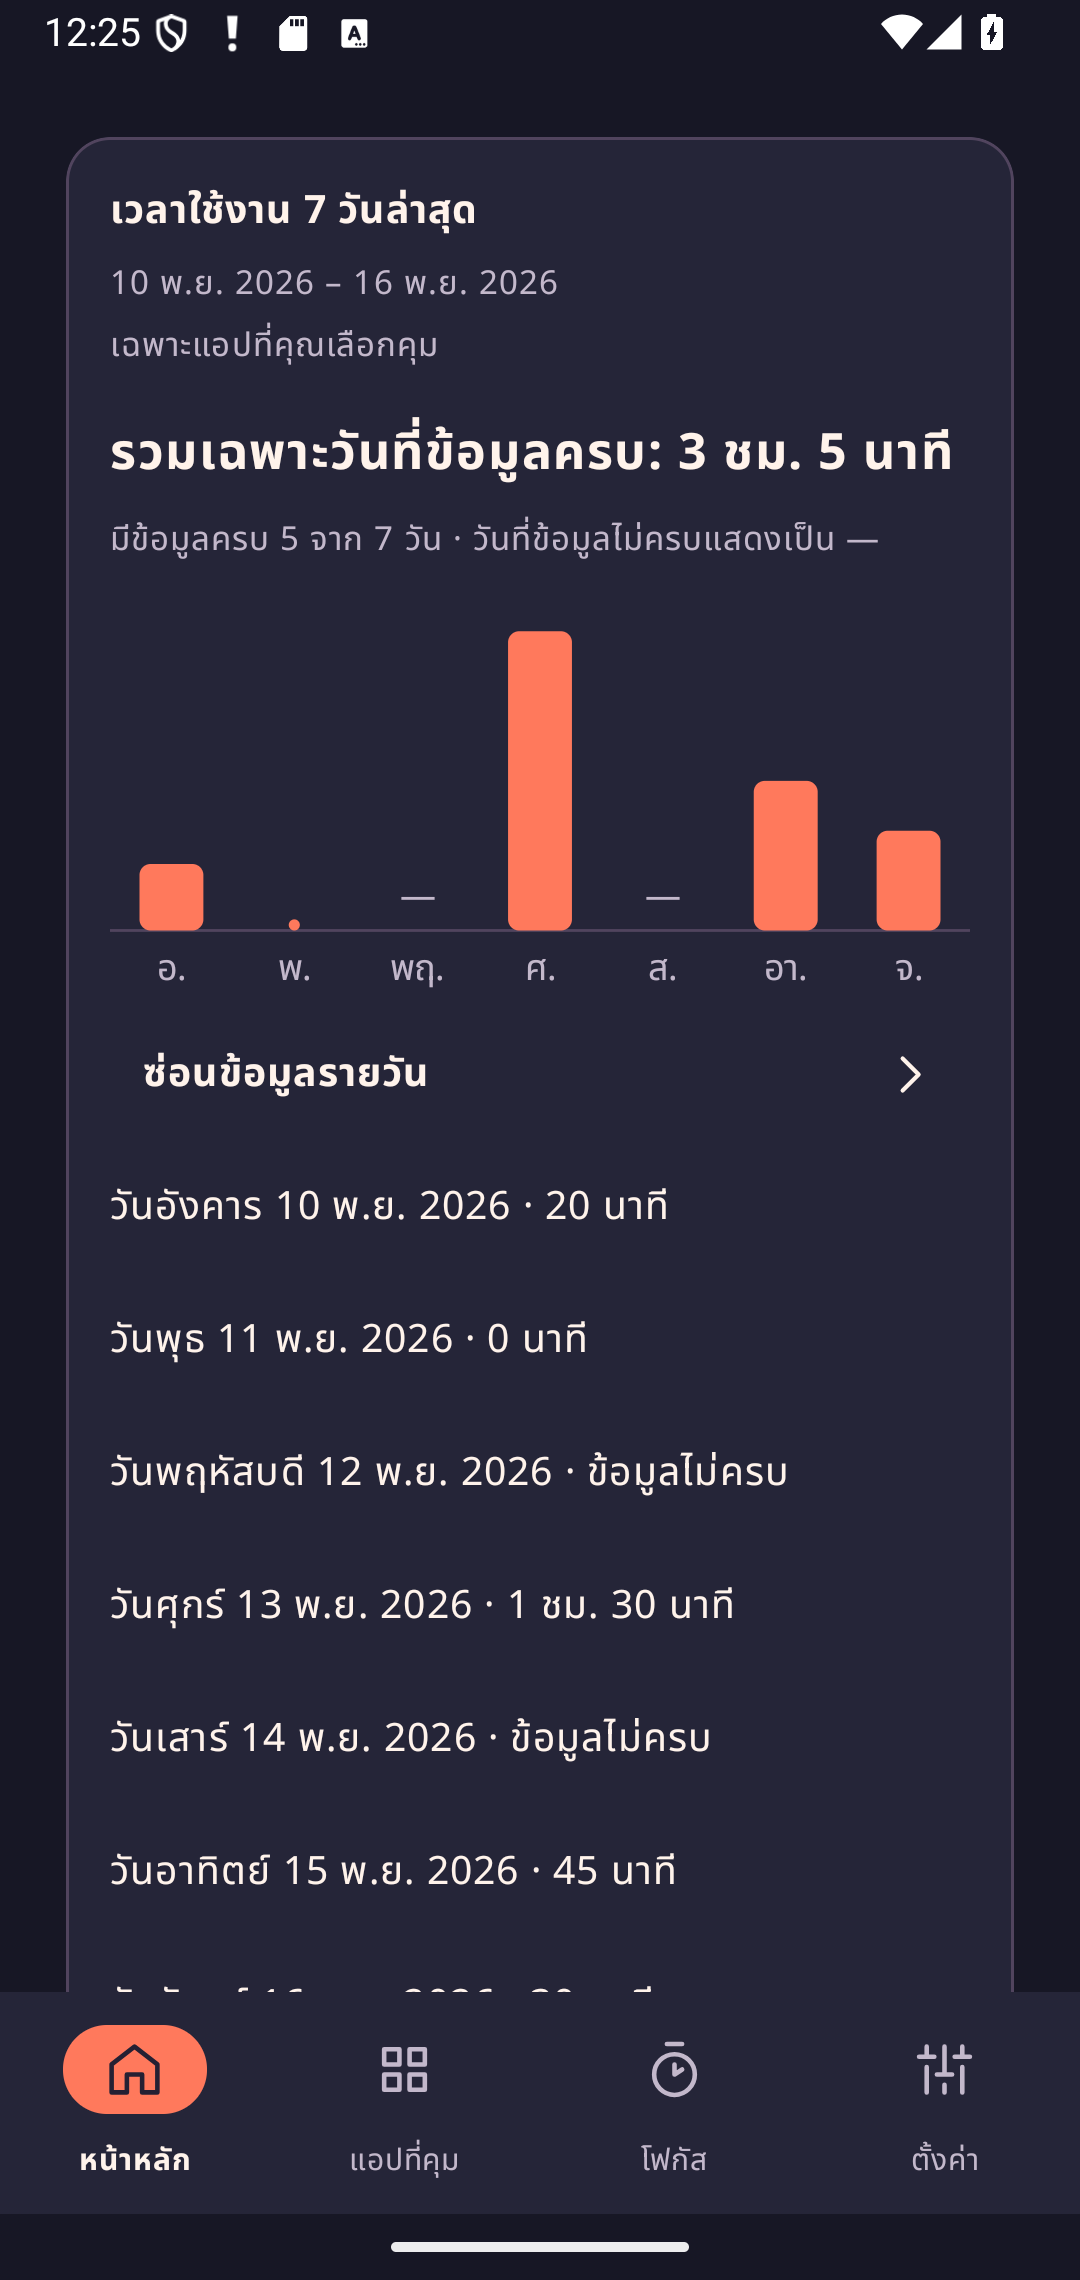 12:25
เวลาใช้งาน 7 วันล่าสุด
10 พ.ย. 2026 – 16 พ.ย. 2026
เฉพาะแอปที่คุณเลือกคุม
รวมเฉพาะวันที่ข้อมูลครบ: 3 ชม. 5 นาที
มีข้อมูลครบ 5 จาก 7 วัน · วันที่ข้อมูลไม่ครบแสดงเป็น —
— —
อ. พ. พฤ. ศ. ส. อา. จ.
ซ่อนข้อมูลรายวัน
วันอังคาร 10 พ.ย. 2026 · 20 นาที
วันพุธ 11 พ.ย. 2026 · 0 นาที
วันพฤหัสบดี 12 พ.ย. 2026 · ข้อมูลไม่ครบ
วันศุกร์ 13 พ.ย. 2026 · 1 ชม. 30 นาที
วันเสาร์ 14 พ.ย. 2026 · ข้อมูลไม่ครบ
วันอาทิตย์ 15 พ.ย. 2026 · 45 นาที
หน้าหลัก แอปที่คุม โฟกัส ตั้งค่า